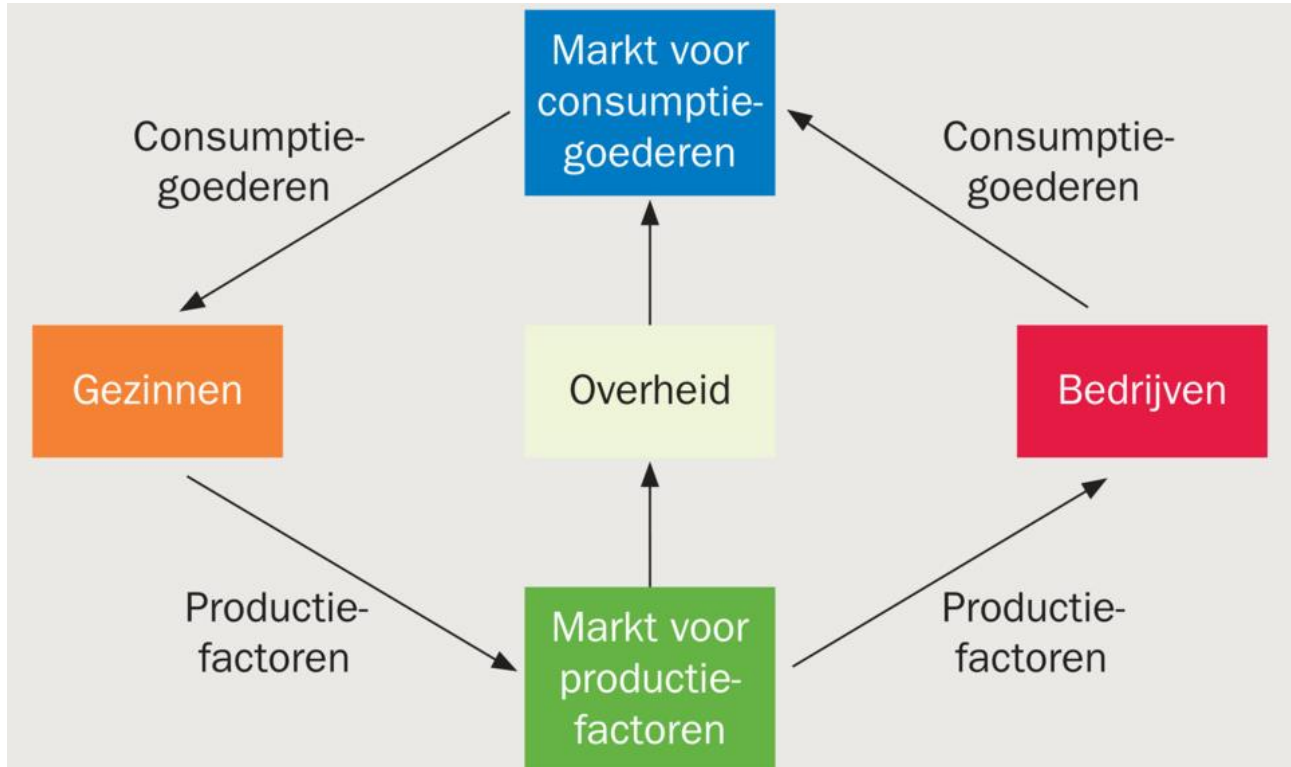 Markt voor
consumptie-
goederen
Consumptie-
goederen
Consumptie-
goederen
Gezinnen
Overheid
Bedrijven
Productie-
factoren
Markt voor
productie-
factoren
Productie-
factoren